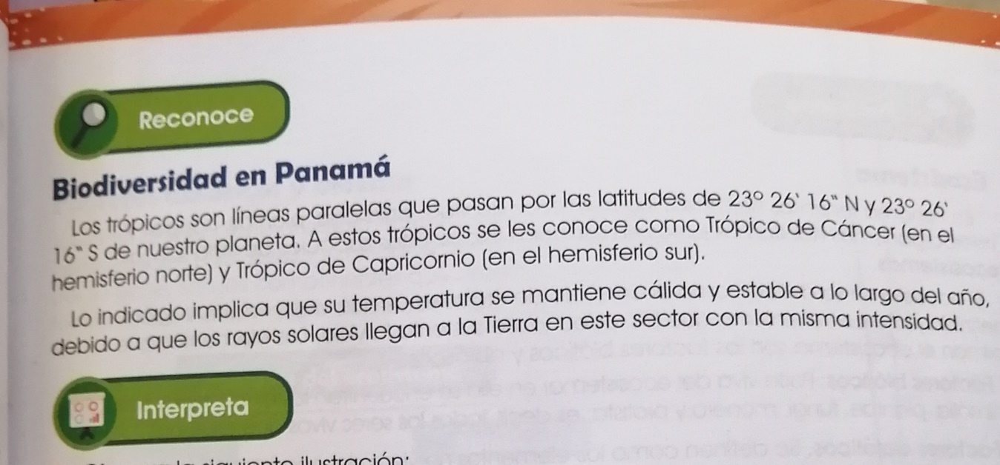 Reconoce
Biodiversidad en Panamá
Los trópicos son líneas paralelas que pasan por las latitudes de 23º 26' 16" N y 23º 26'
16" S de nuestro planeta. A estos trópicos se les conoce como Trópico de Cáncer (en el
hemisferio norte) y Trópico de Capricornio (en el hemisferio sur).
Lo indicado implica que su temperatura se mantiene cálida y estable a lo largo del año,
debido a que los rayos solares llegan a la Tierra en este sector con la misma intensidad.
Interpreta
ilustración: